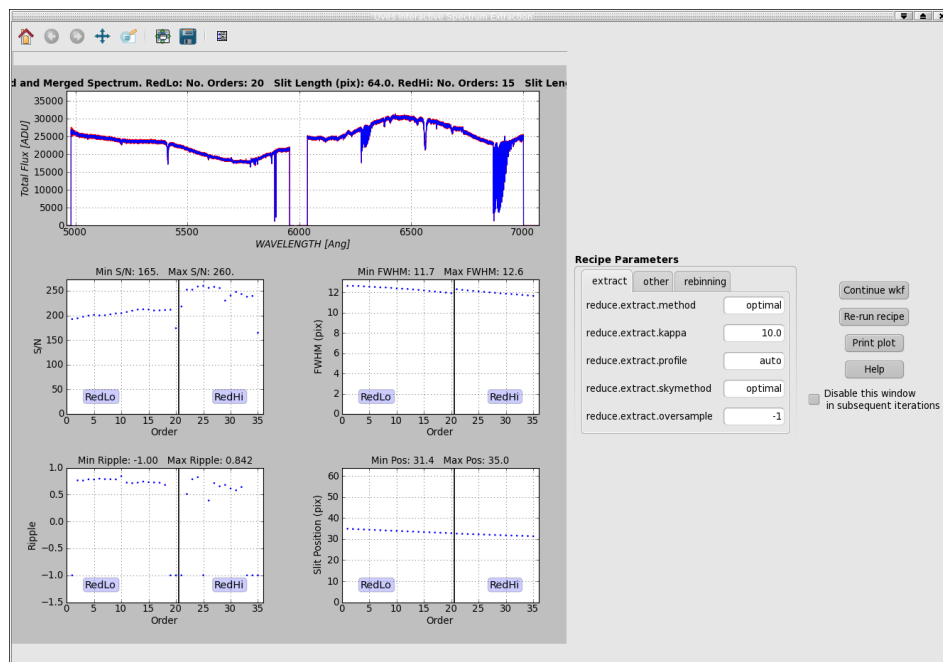 Uves Interactive Spectrum Extraction
d and Merged Spectrum. RedLo: No. Orders: 20 Slit Length (pix): 64.0. RedHi: No. Orders: 15 Slit Len
35000
30000
25000
20000
15000
10000
5000
0
Total Flux [ADU]
5000 5500 6000 6500 7000
WAVELENGTH [Ang]
Min S/N: 165. Max S/N: 260.
250
200
150
100
50
0
S/N
RedLo RedHi
0 5 10 15 20 25 30 35
Order
Min FWHM: 11.7 Max FWHM: 12.6
12
10
8
6
4
2
0
FWHM (pix)
RedLo RedHi
0 5 10 15 20 25 30 35
Order
Min Ripple: -1.00 Max Ripple: 0.842
1.0
0.5
0.0
-0.5
-1.0
-1.5
Ripple
RedLo RedHi
0 5 10 15 20 25 30 35
Order
Min Pos: 31.4 Max Pos: 35.0
60
50
40
30
20
10
0
Slit Position (pix)
RedLo RedHi
0 5 10 15 20 25 30 35
Order
Recipe Parameters
extract other rebinning
reduce.extract.method optimal
reduce.extract.kappa 10.0
reduce.extract.profile auto
reduce.extract.skymethod optimal
reduce.extract.oversample -1
Continue wkf
Re-run recipe
Print plot
Help
Disable this window
in subsequent iterations